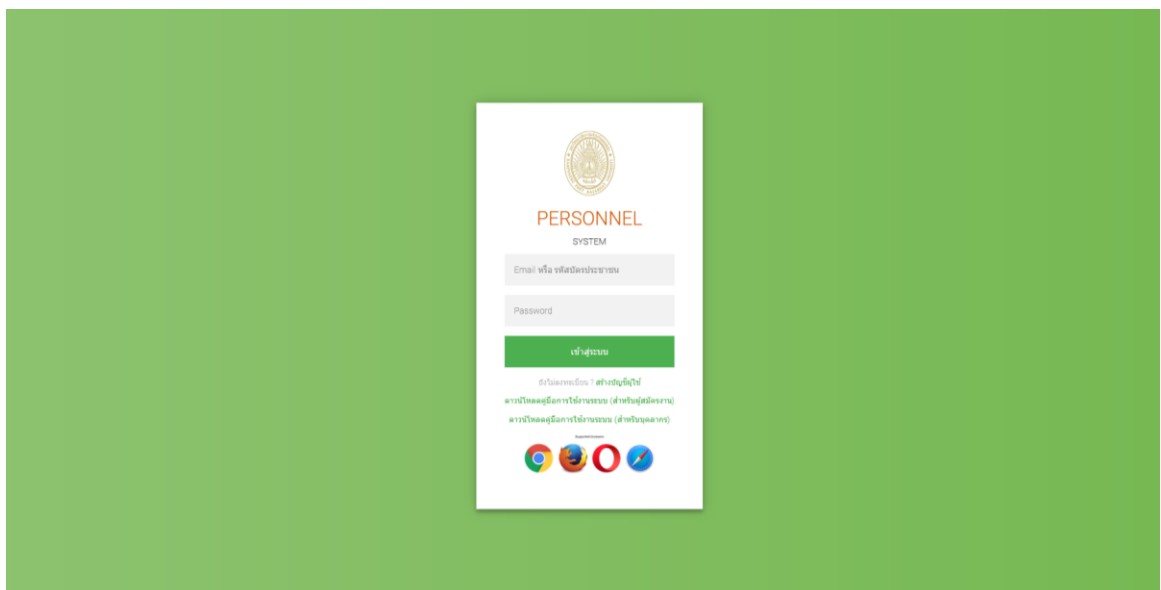 PERSONNEL
SYSTEM
Email หรือ รหัสบัตรประชาชน
Password
เข้าสู่ระบบ
ยังไม่ลงทะเบียน ? สร้างบัญชีผู้ใช้
ดาวน์โหลดคู่มือการใช้งานระบบ (สำหรับผู้สมัครงาน)
ดาวน์โหลดคู่มือการใช้งานระบบ (สำหรับบุคลากร)